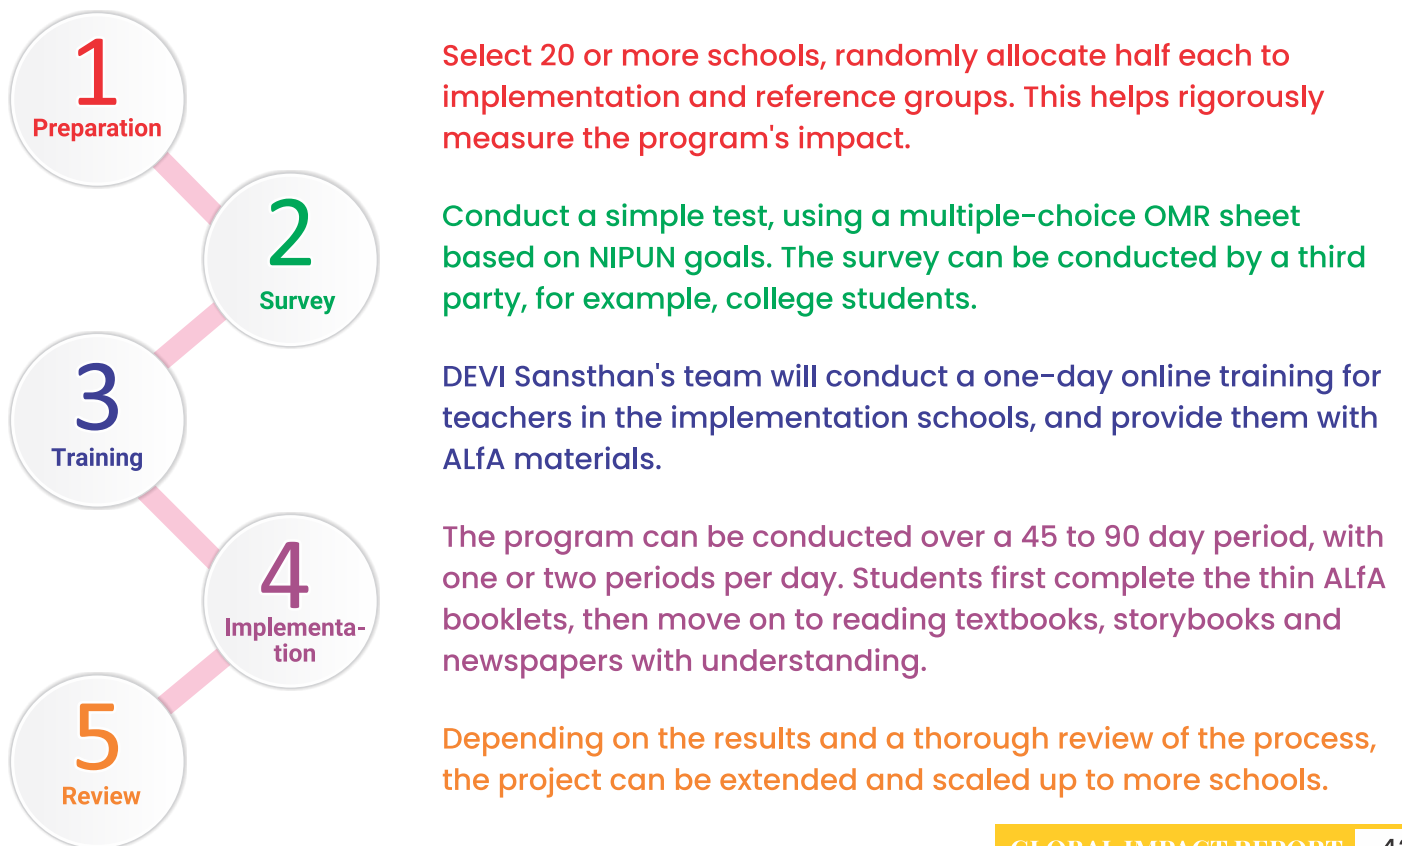 1
Preparation
Select 20 or more schools, randomly allocate half each to
implementation and reference groups. This helps rigorously
measure the program's impact.
2
Survey
Conduct a simple test, using a multiple-choice OMR sheet
based on NIPUN goals. The survey can be conducted by a third
party, for example, college students.
3
Training
DEVI Sansthan's team will conduct a one-day online training for
teachers in the implementation schools, and provide them with
ALfA materials.
4
Implementa-
tion
The program can be conducted over a 45 to 90 day period, with
one or two periods per day. Students first complete the thin ALfA
booklets, then move on to reading textbooks, storybooks and
newspapers with understanding.
5
Review
Depending on the results and a thorough review of the process,
the project can be extended and scaled up to more schools.
GLOBAL IMPACT REPORT